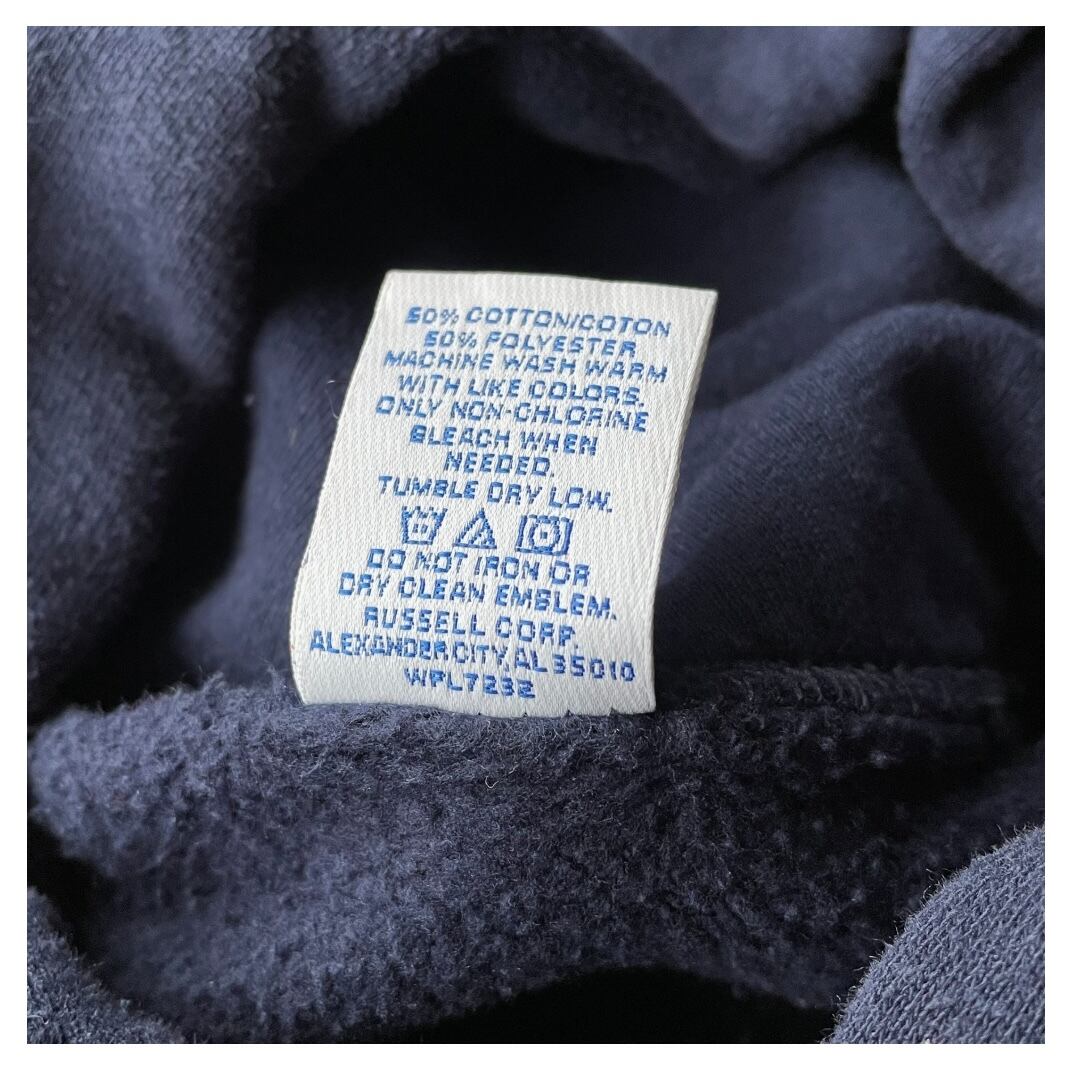 50% COTTON/COTON
50% POLYESTER
MACHINE WASH WARM
WITH LIKE COLORS.
ONLY NON-CHLORINE
BLEACH WHEN
NEEDED.
TUMBLE DRY LOW.
DO NOT IRON OR
DRY CLEAN EMBLEM.
RUSSELL CORP.
ALEXANDER CITY, AL 35010
WPL7232